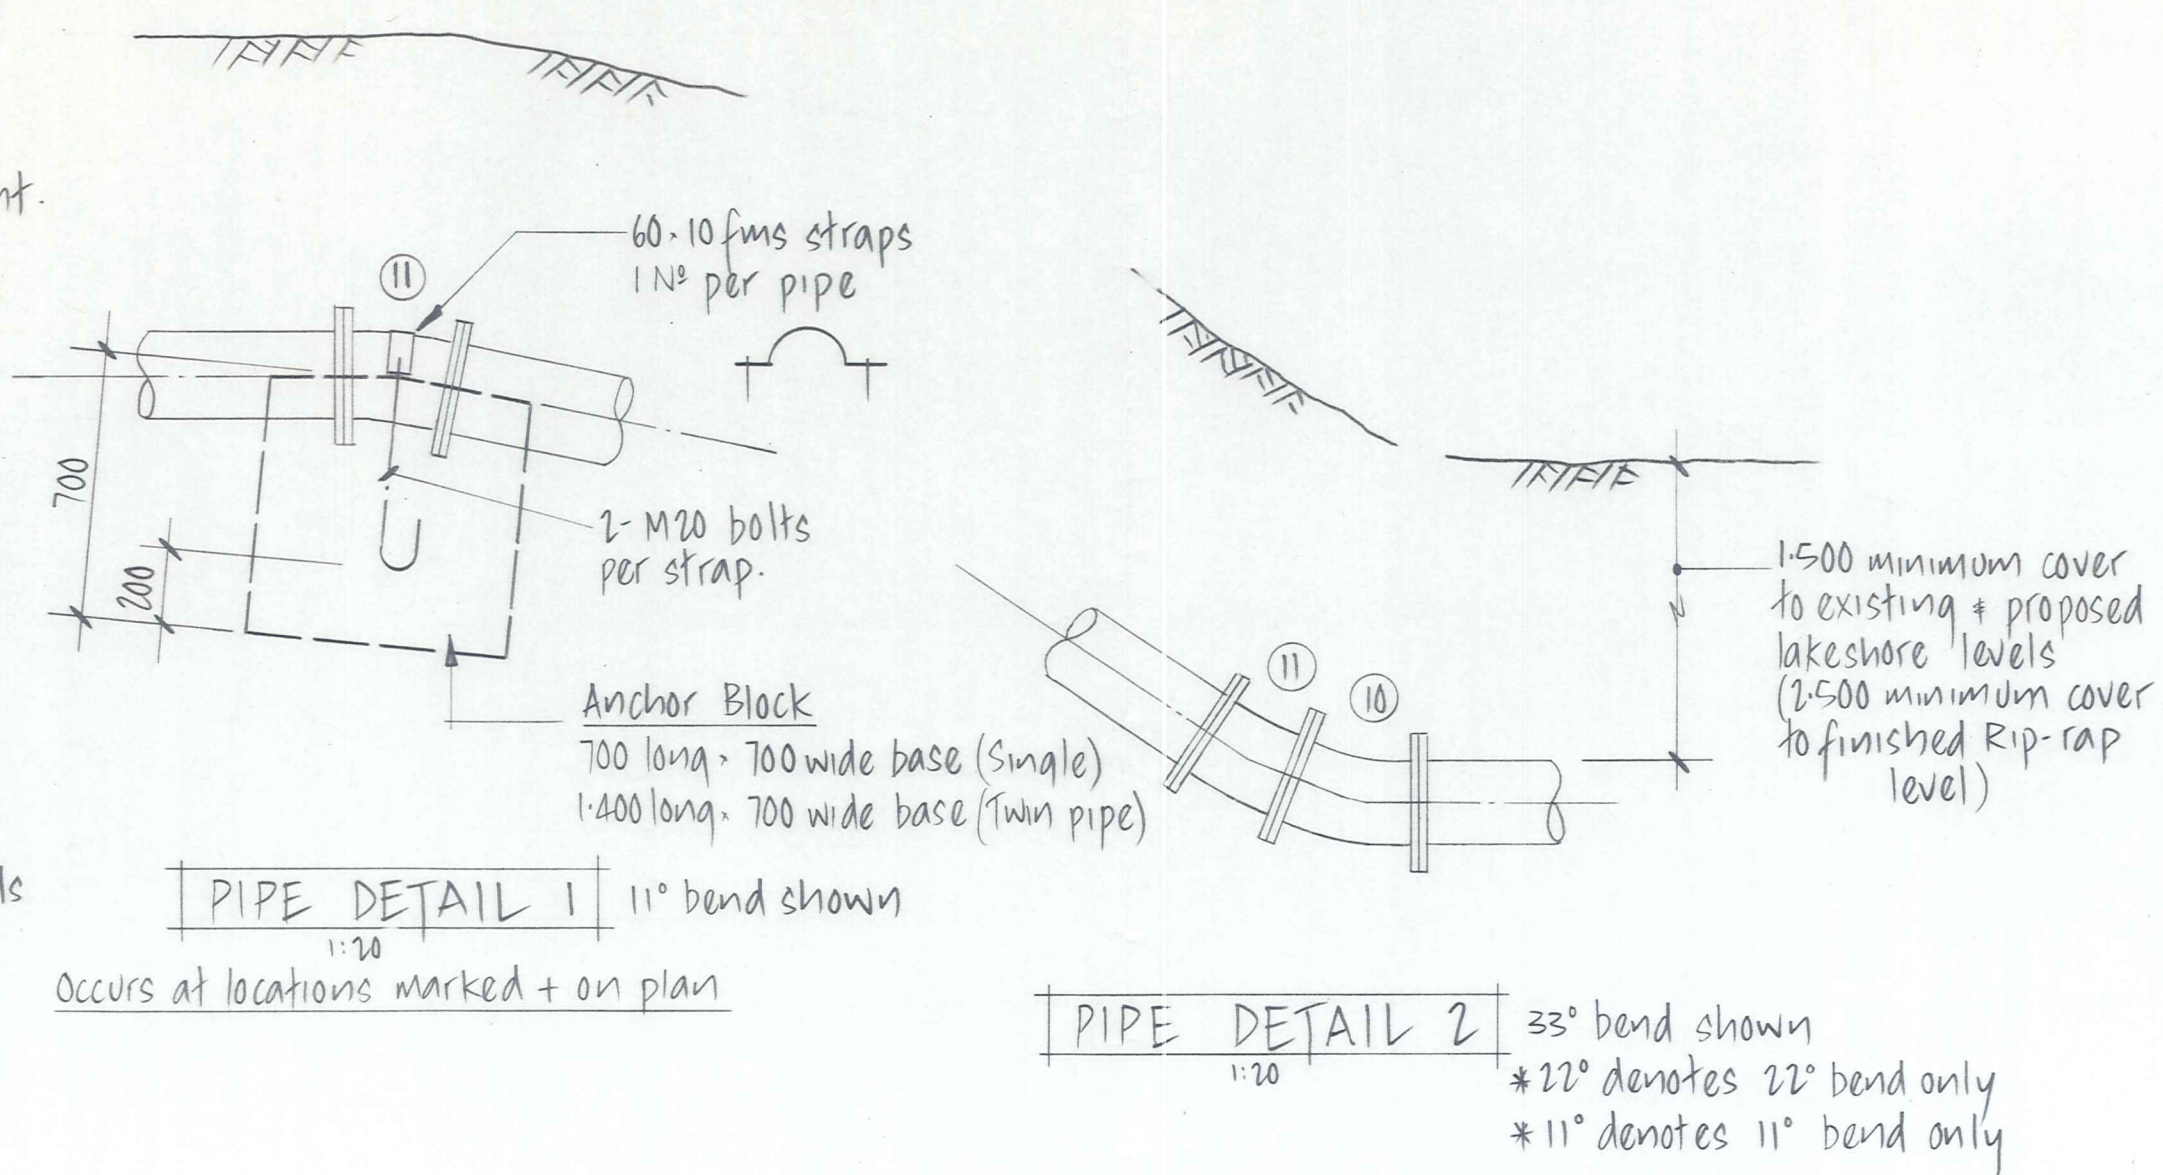 nt.
60×10 fms straps
1 Nº per pipe
11
700
200
2-M20 bolts
per strap.
Anchor Block
700 long × 700 wide base (Single)
1·400 long × 700 wide base (Twin pipe)
ls
PIPE DETAIL 1 11° bend shown
1:20
Occurs at locations marked + on plan
1·500 minimum cover
to existing & proposed
lakeshore levels
(2·500 minimum cover
to finished Rip-rap
level)
11
10
PIPE DETAIL 2 33° bend shown
1:20
*22° denotes 22° bend only
*11° denotes 11° bend only